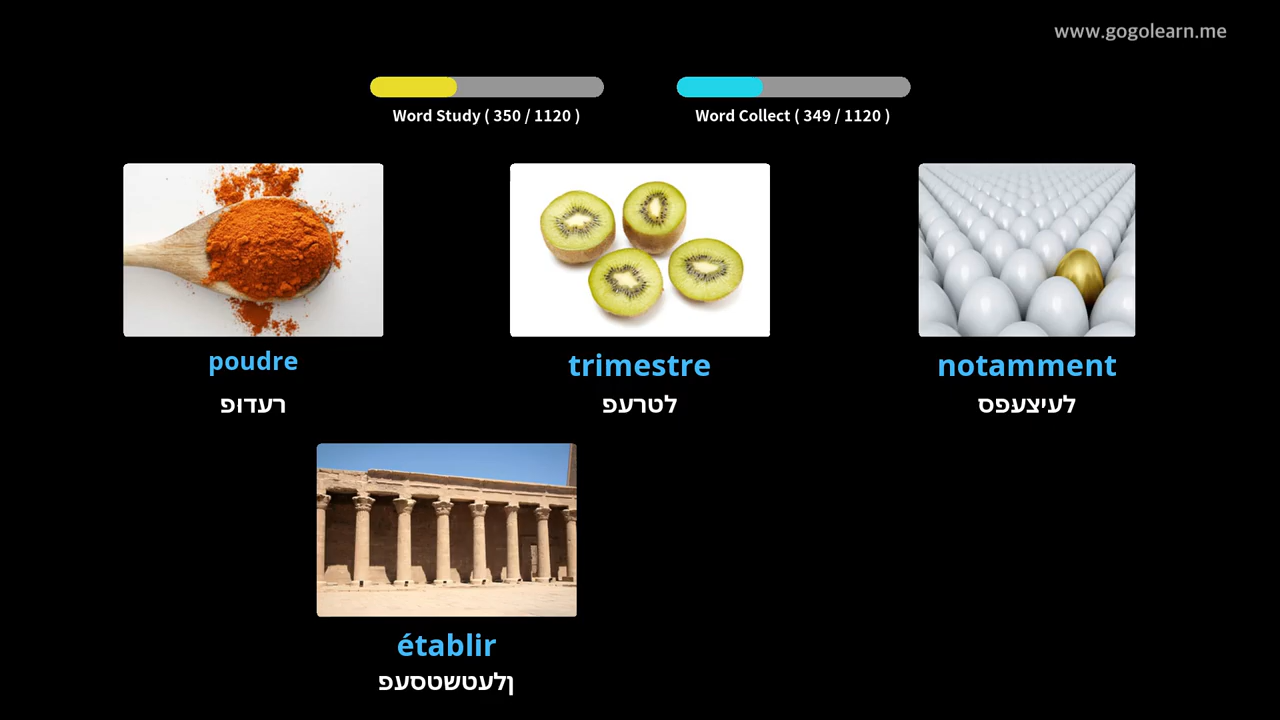 www.gogolearn.me
Word Study ( 350 / 1120 )
Word Collect ( 349 / 1120 )
poudre
רעדופ
trimestre
לטרעפ
notamment
לעיצעפס
établir
ןלעטשטסעפ